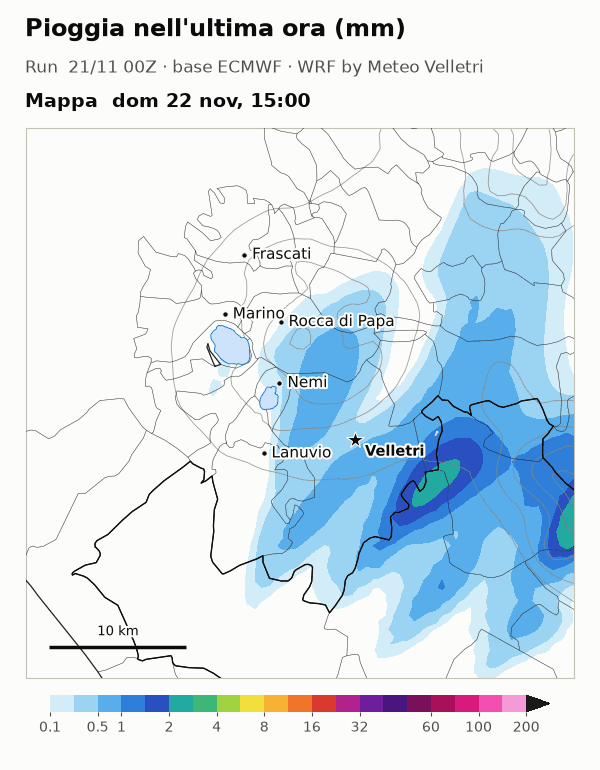 Pioggia nell'ultima ora (mm)
Run  21/11 00Z · base ECMWF · WRF by Meteo Velletri
Mappa  dom 22 nov, 15:00
Frascati
Marino
Rocca di Papa
Nemi
Velletri
Lanuvio
10 km
0.1 0.5 1 2 4 8 16 32 60 100 200